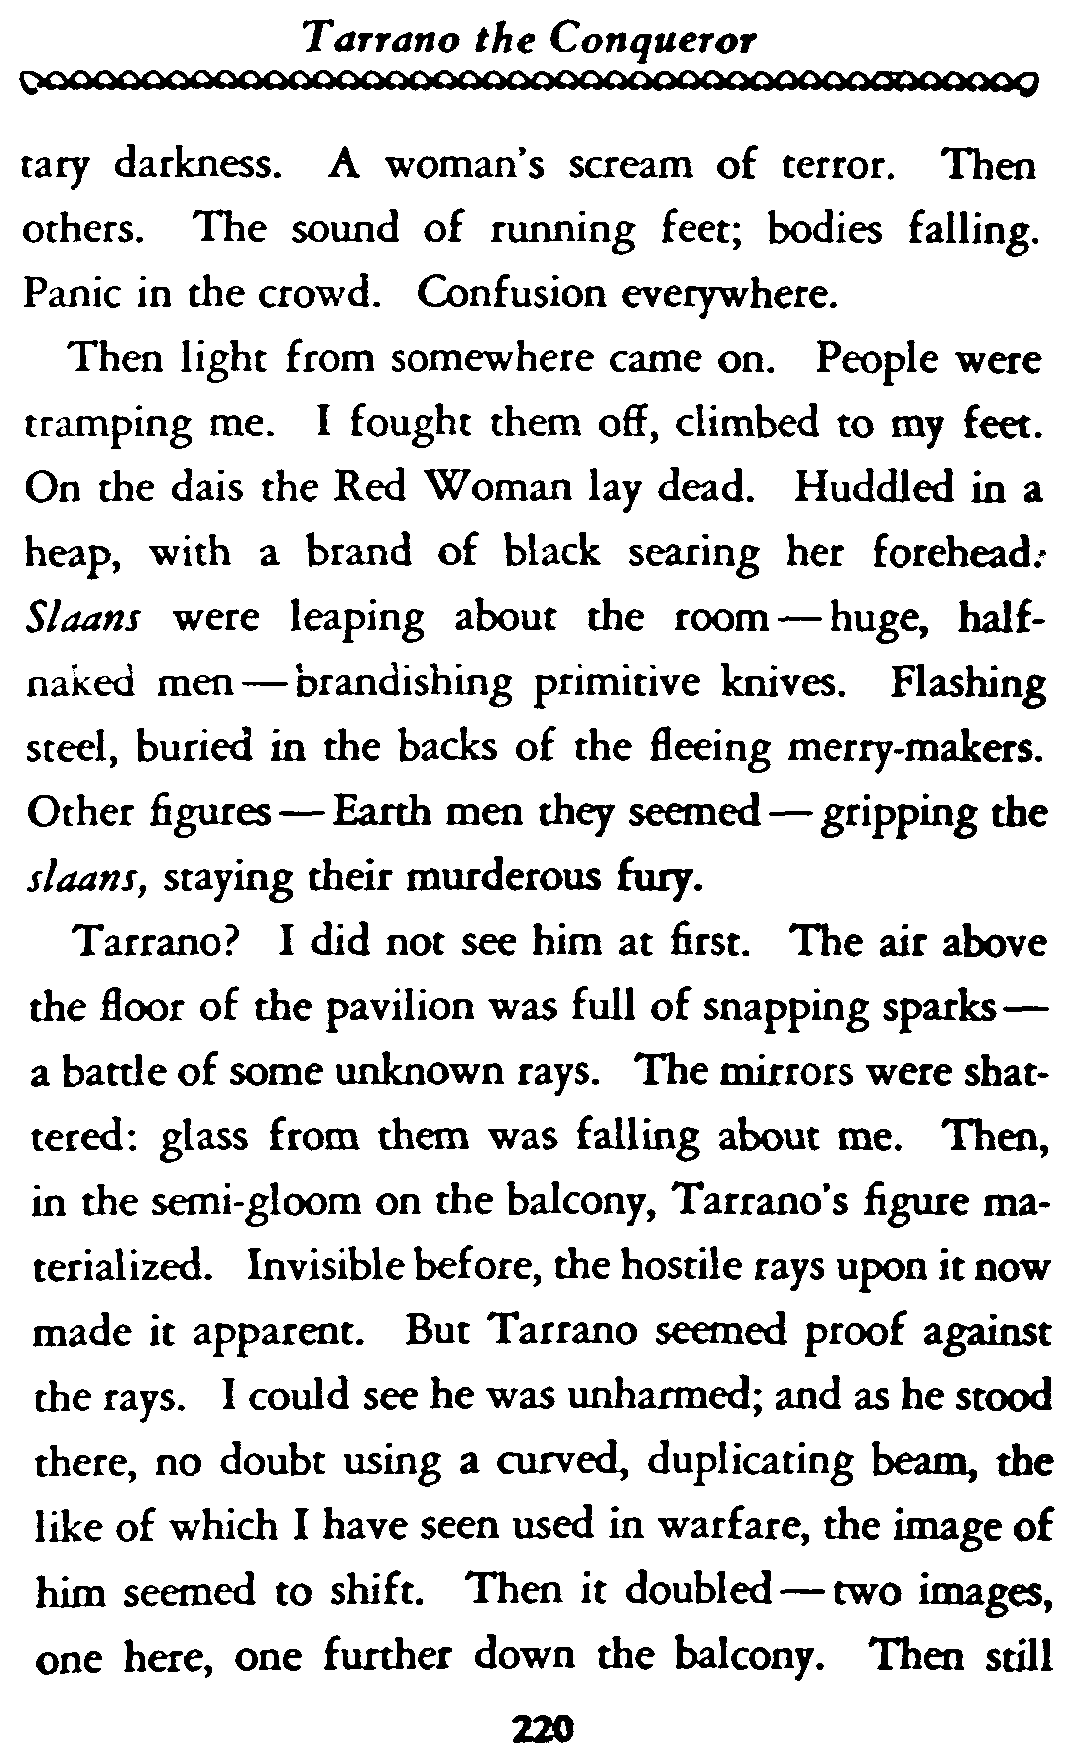 Tarrano the Conqueror
tary darkness. A woman's scream of terror. Then
others. The sound of running feet; bodies falling.
Panic in the crowd. Confusion everywhere.
Then light from somewhere came on. People were
tramping me. I fought them off, climbed to my feet.
On the dais the Red Woman lay dead. Huddled in a
heap, with a brand of black searing her forehead.
Slaans were leaping about the room—huge, half-
naked men—brandishing primitive knives. Flashing
steel, buried in the backs of the fleeing merry-makers.
Other figures—Earth men they seemed—gripping the
slaans, staying their murderous fury.
Tarrano? I did not see him at first. The air above
the floor of the pavilion was full of snapping sparks—
a battle of some unknown rays. The mirrors were shat-
tered: glass from them was falling about me. Then,
in the semi-gloom on the balcony, Tarrano's figure ma-
terialized. Invisible before, the hostile rays upon it now
made it apparent. But Tarrano seemed proof against
the rays. I could see he was unharmed; and as he stood
there, no doubt using a curved, duplicating beam, the
like of which I have seen used in warfare, the image of
him seemed to shift. Then it doubled—two images,
one here, one further down the balcony. Then still
220